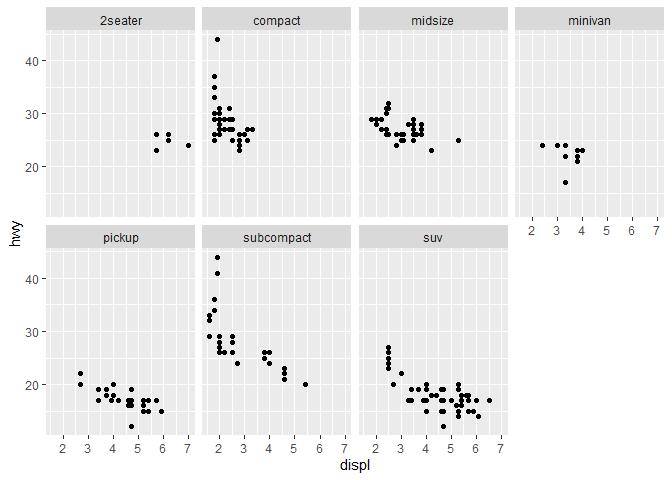 2seater compact midsize minivan
40
30
20
2 3 4 5 6 7
hwy
pickup subcompact suv
40
30
20
2 3 4 5 6 7 2 3 4 5 6 7 2 3 4 5 6 7
displ